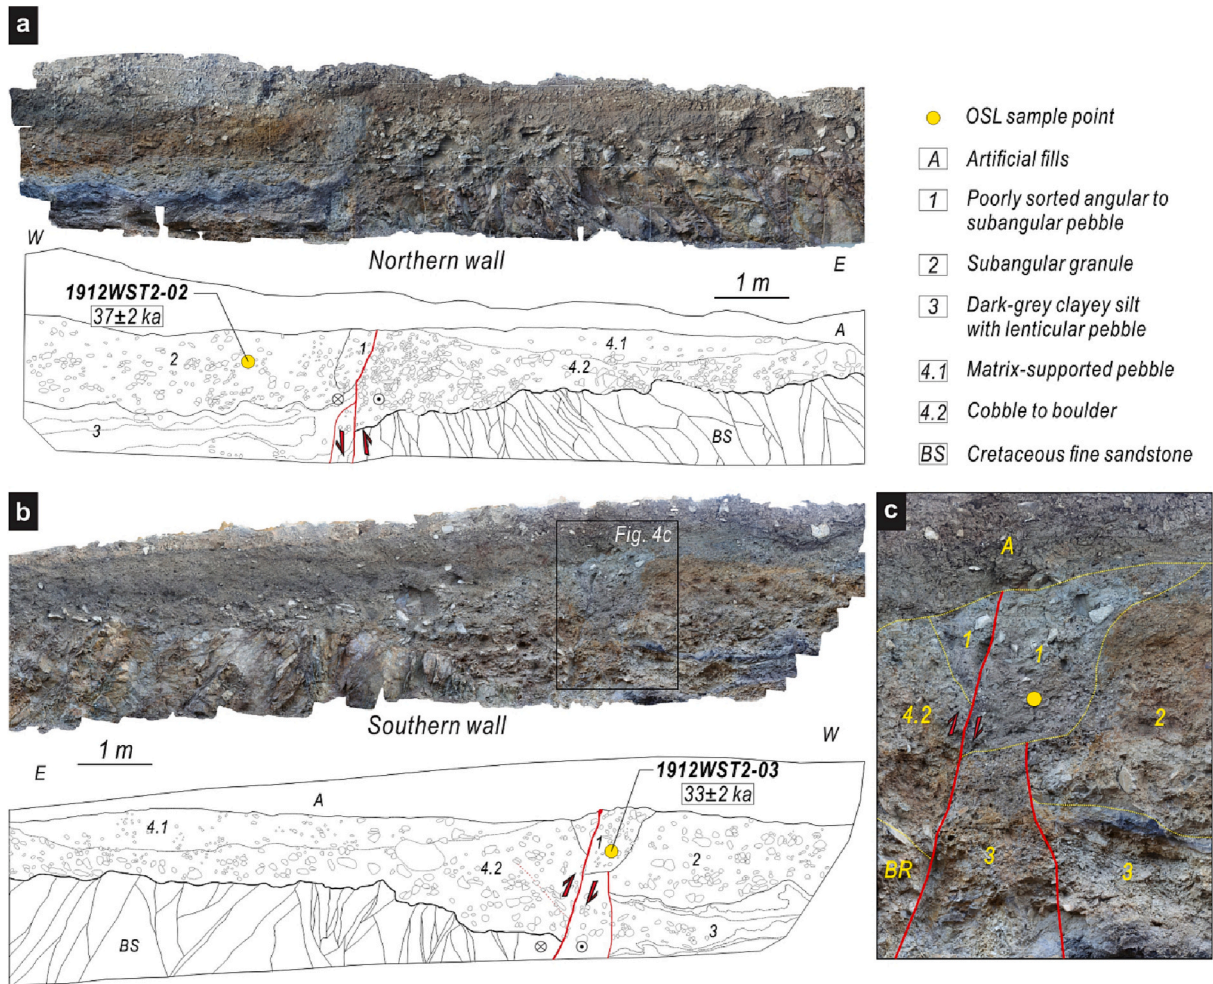 a
W
Northern wall
E
1 m
1912WST2-02
37±2 ka
A
1
2
4.1
4.2
3
BS
OSL sample point
A Artificial fills
1 Poorly sorted angular to
subangular pebble
2 Subangular granule
3 Dark-grey clayey silt
with lenticular pebble
4.1 Matrix-supported pebble
4.2 Cobble to boulder
BS Cretaceous fine sandstone
b
Fig. 4c
Southern wall
1 m
W
E
1912WST2-03
33±2 ka
A
4.1
1
4.2
2
3
BS
c
A
1
1
4.2
2
BR
3
3